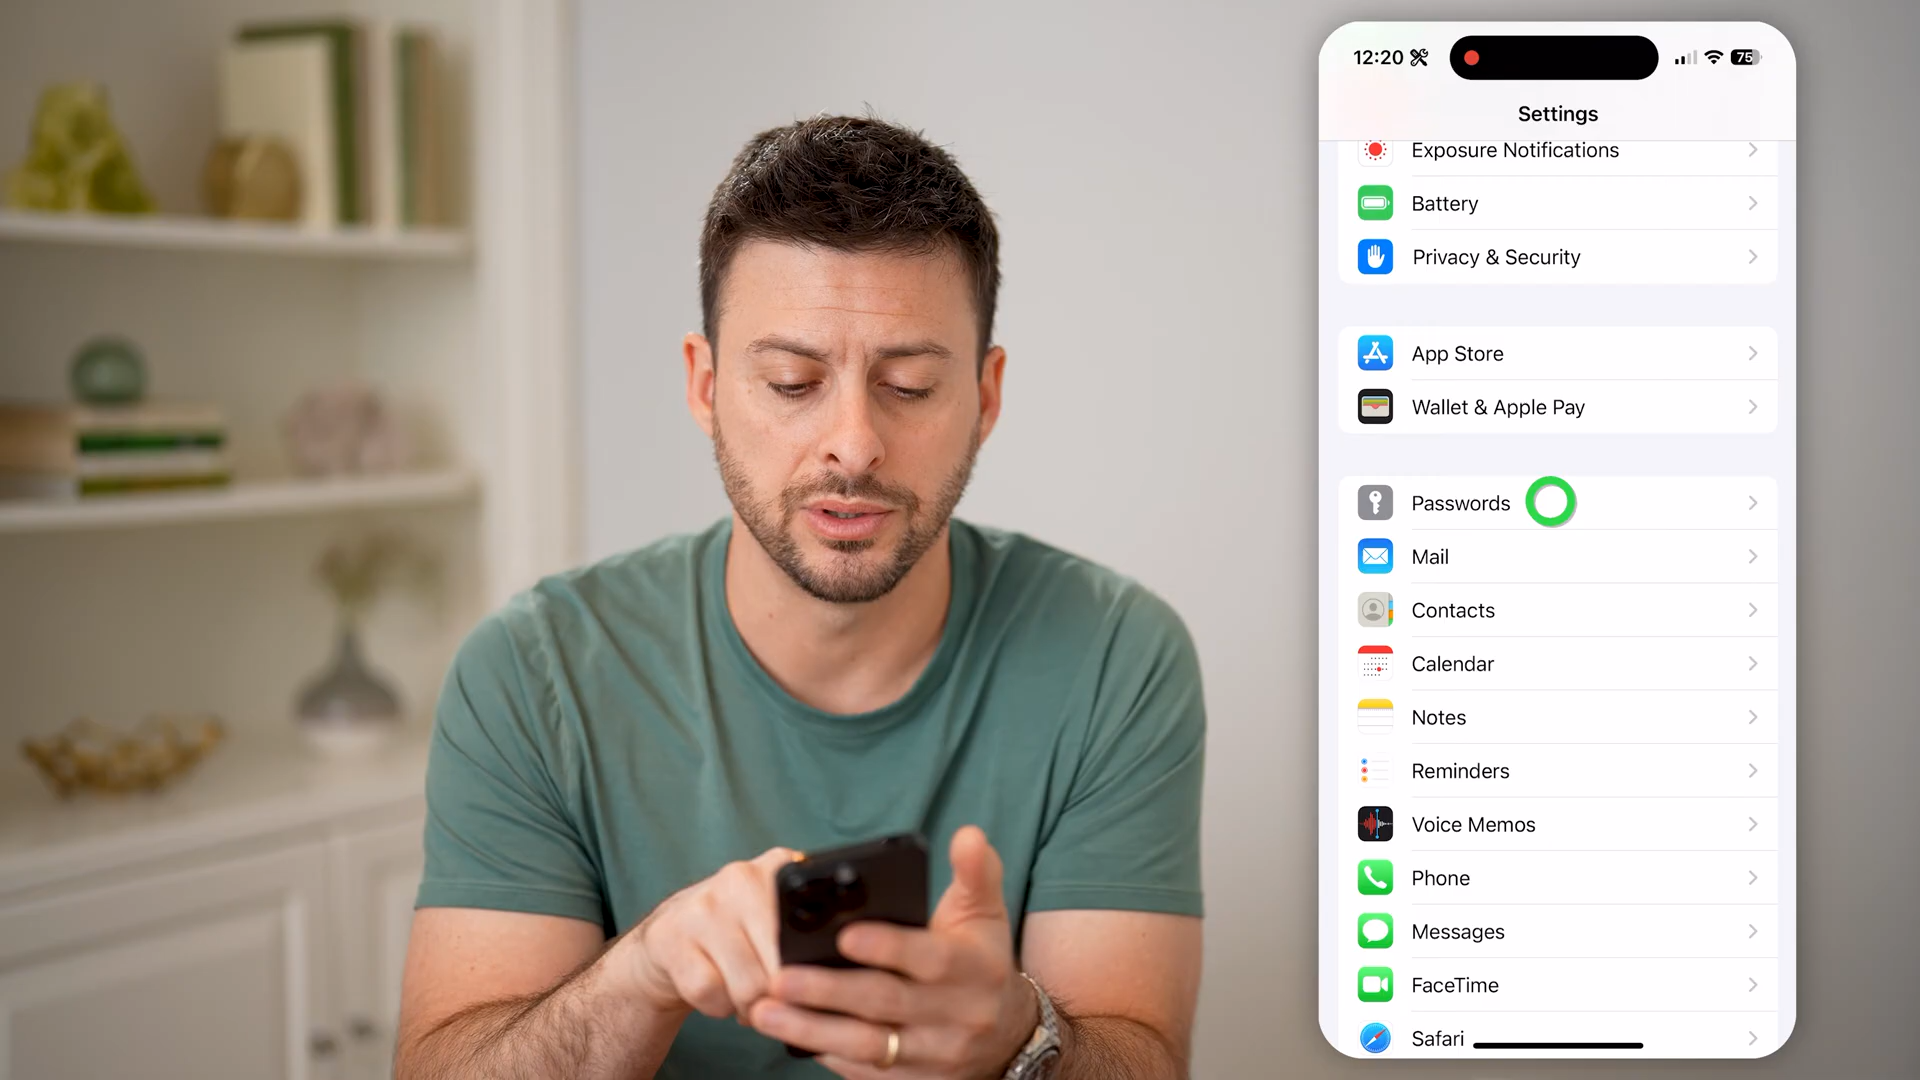 12:20
75
Settings
Exposure Notifications
Battery
Privacy & Security
App Store
Wallet & Apple Pay
Passwords
Mail
Contacts
Calendar
Notes
Reminders
Voice Memos
Phone
Messages
FaceTime
Safari